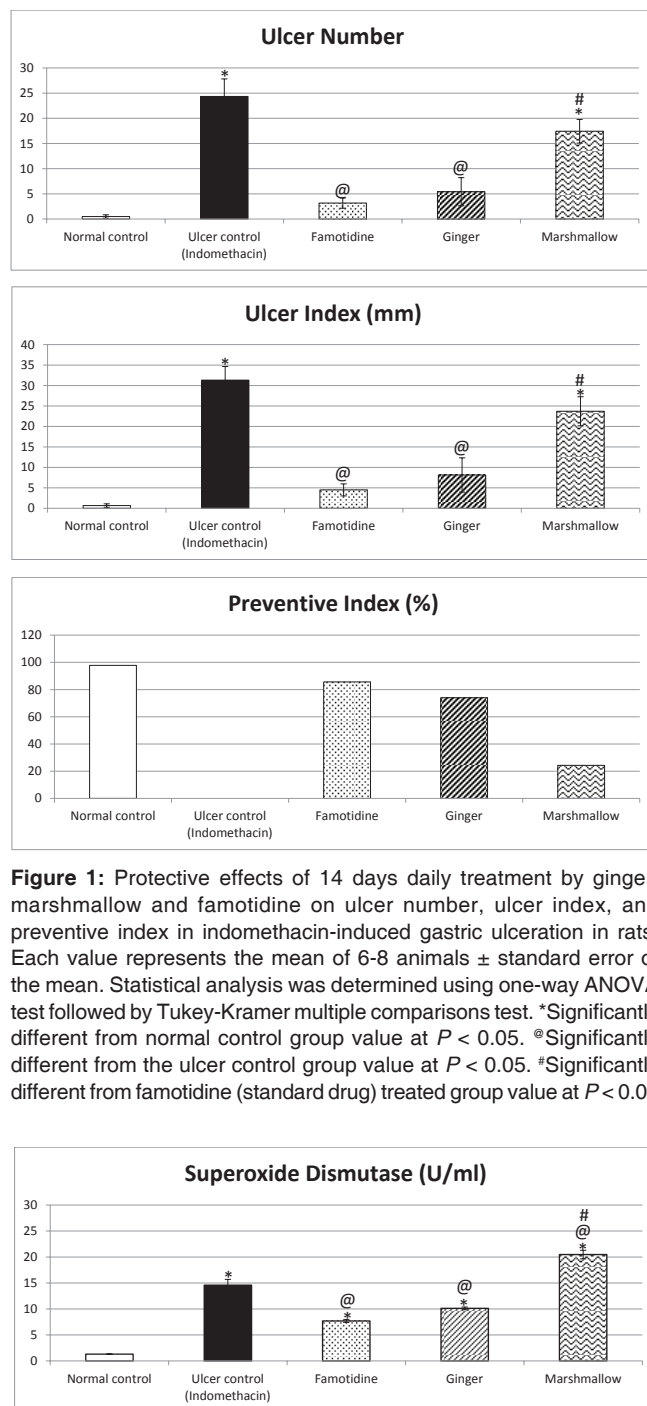 Ulcer Number
30
25
20
15
10
5
0
*
@
@
#
*
Normal control
Ulcer control
(Indomethacin)
Famotidine
Ginger
Marshmallow
Ulcer Index (mm)
40
35
30
25
20
15
10
5
0
*
@
@
#
*
Normal control
Ulcer control
(Indomethacin)
Famotidine
Ginger
Marshmallow
Preventive Index (%)
120
100
80
60
40
20
0
Normal control
Ulcer control
(Indomethacin)
Famotidine
Ginger
Marshmallow
Figure 1: Protective effects of 14 days daily treatment by ginge
marshmallow and famotidine on ulcer number, ulcer index, an
preventive index in indomethacin-induced gastric ulceration in rats
Each value represents the mean of 6-8 animals ± standard error o
the mean. Statistical analysis was determined using one-way ANOVA
test followed by Tukey-Kramer multiple comparisons test. *Significantl
different from normal control group value at P < 0.05. @Significantl
different from the ulcer control group value at P < 0.05. #Significantl
different from famotidine (standard drug) treated group value at P < 0.0
Superoxide Dismutase (U/ml)
30
25
20
15
10
5
0
*
@
*
@
*
#
@
*
Normal control
Ulcer control
(Indomethacin)
Famotidine
Ginger
Marshmallow